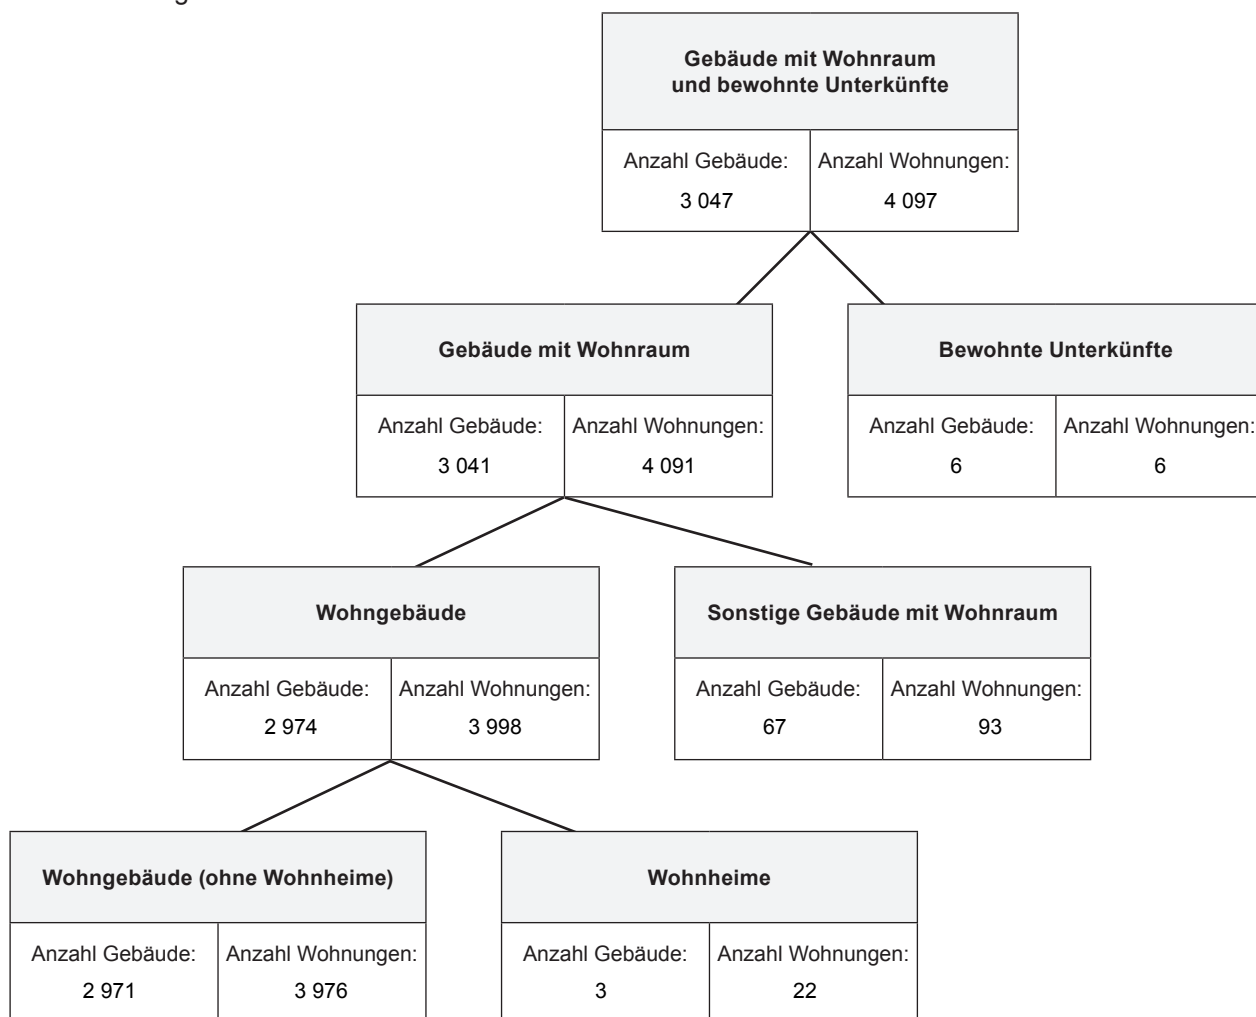 Gebäude mit Wohnraum
und bewohnte Unterkünfte
Anzahl Gebäude: Anzahl Wohnungen:
3 047 4 097
Gebäude mit Wohnraum Bewohnte Unterkünfte
Anzahl Gebäude: Anzahl Wohnungen: Anzahl Gebäude: Anzahl Wohnungen:
3 041 4 091 6 6
Wohngebäude Sonstige Gebäude mit Wohnraum
Anzahl Gebäude: Anzahl Wohnungen: Anzahl Gebäude: Anzahl Wohnungen:
2 974 3 998 67 93
Wohngebäude (ohne Wohnheime) Wohnheime
Anzahl Gebäude: Anzahl Wohnungen: Anzahl Gebäude: Anzahl Wohnungen:
2 971 3 976 3 22